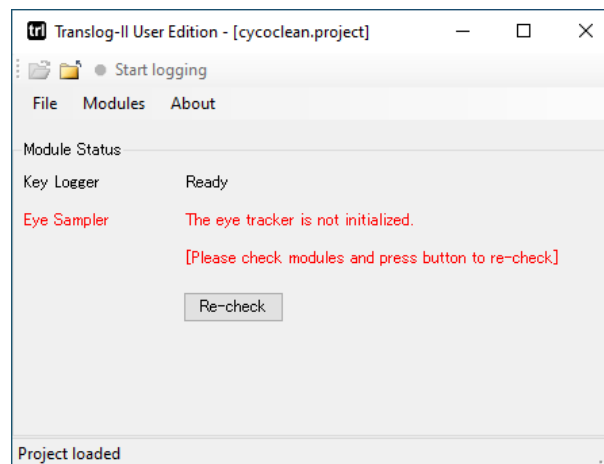 trl Translog-II User Edition - [cycoclean.project]
Start logging
File Modules About
Module Status
Key Logger Ready
Eye Sampler The eye tracker is not initialized.
[Please check modules and press button to re-check]
Re-check
Project loaded